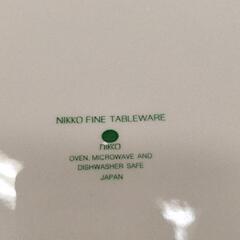 NIKKO FINE TABLEWARE
NIKKO
OVEN, MICROWAVE AND
DISHWASHER SAFE
JAPAN